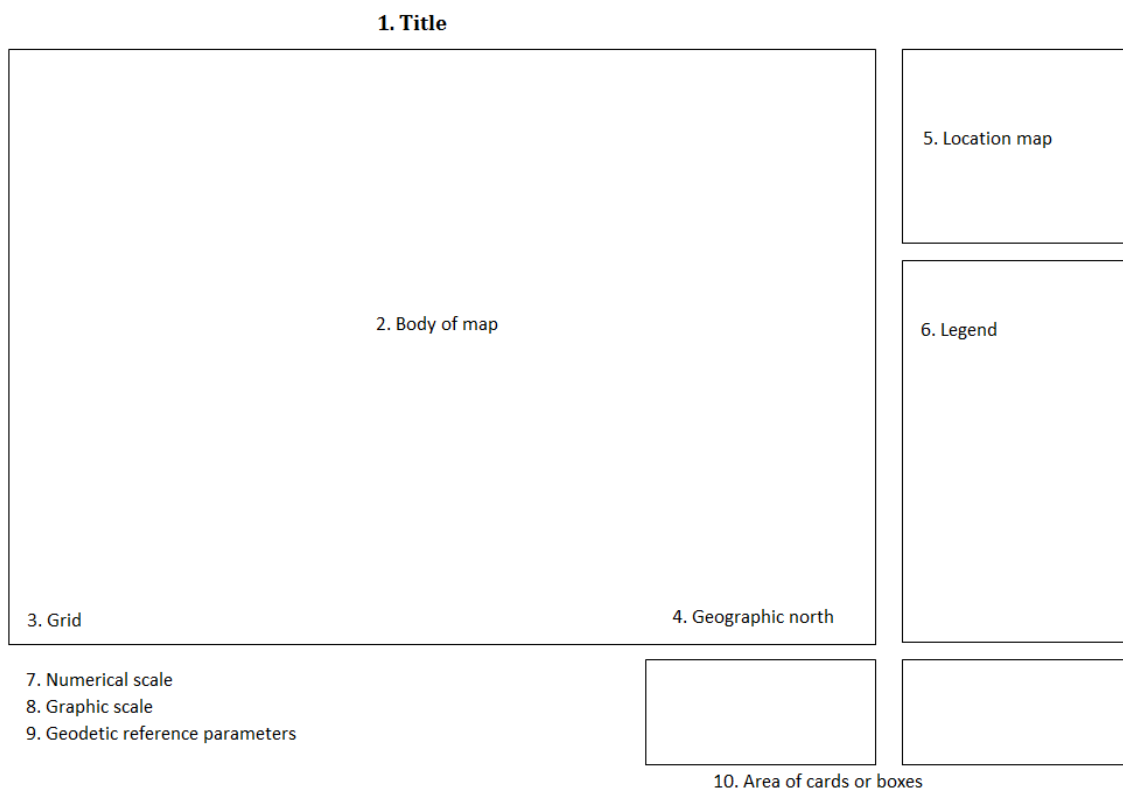 1. Title
5. Location map
2. Body of map
6. Legend
3. Grid
4. Geographic north
7. Numerical scale
8. Graphic scale
9. Geodetic reference parameters
10. Area of cards or boxes